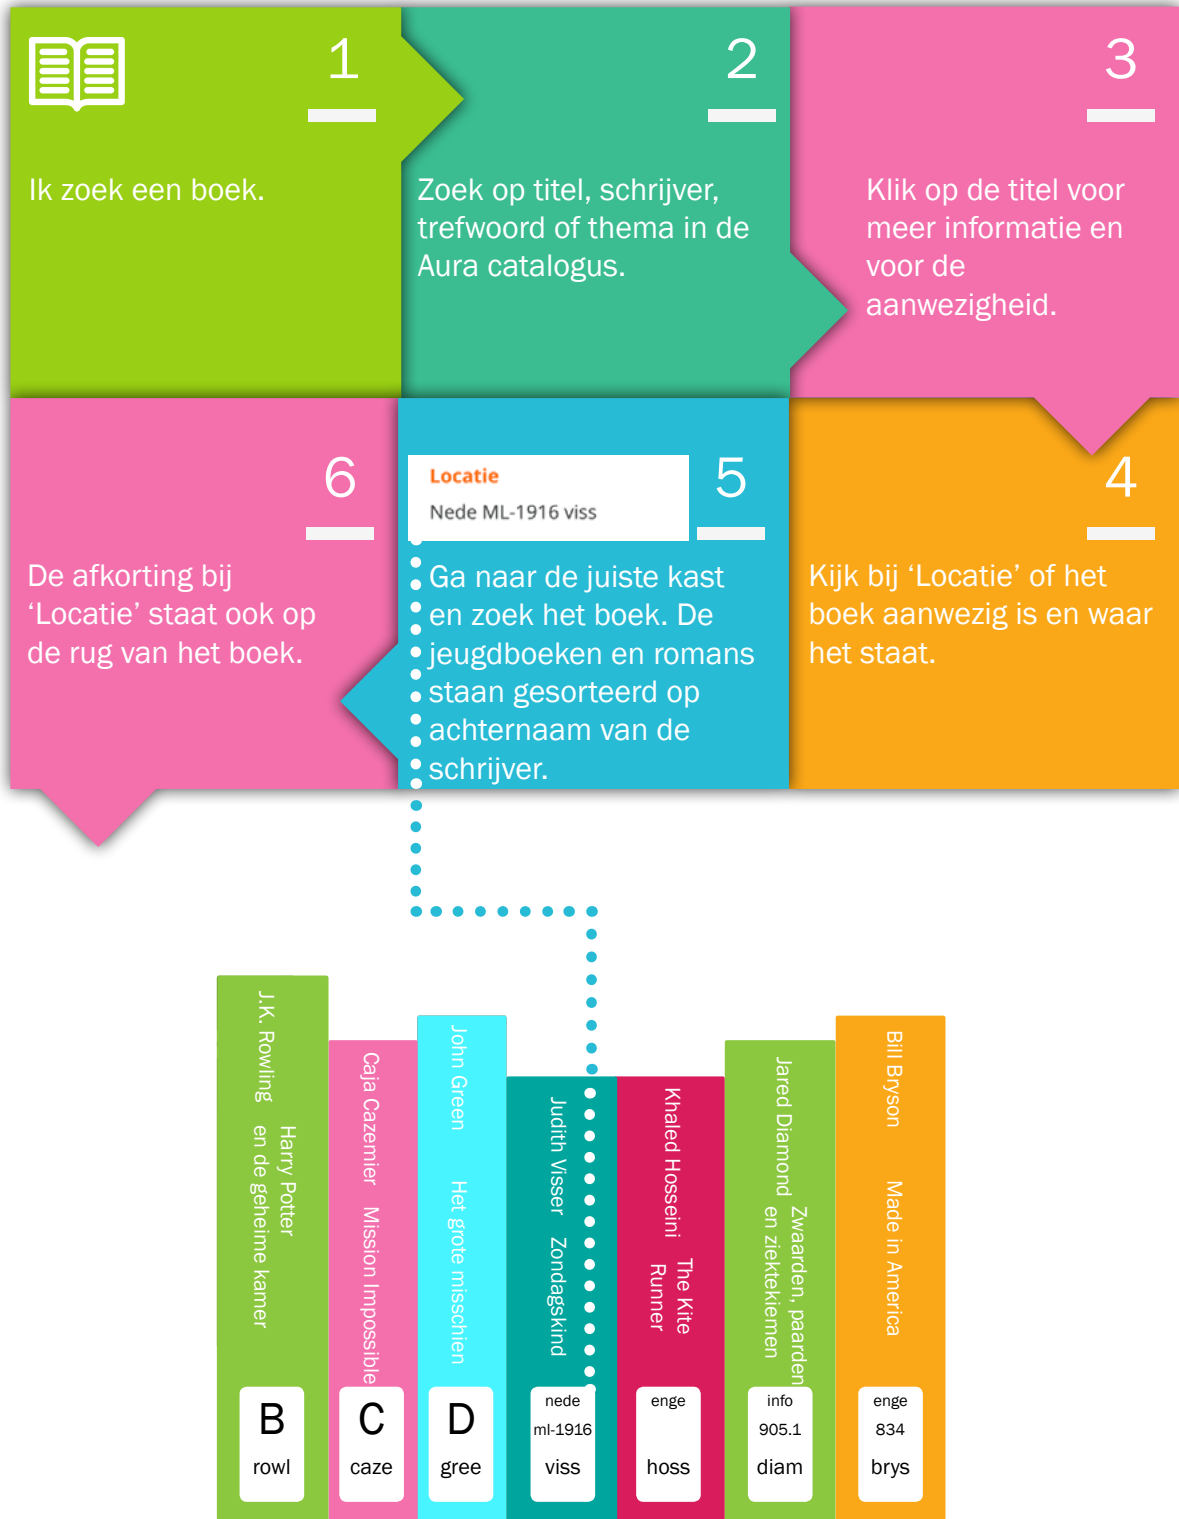 1
Ik zoek een boek.
2
Zoek op titel, schrijver,
trefwoord of thema in de
Aura catalogus.
3
Klik op de titel voor
meer informatie en
voor de
aanwezigheid.
4
Kijk bij ‘Locatie’ of het
boek aanwezig is en waar
het staat.
5
Locatie
Nede ML-1916 viss
Ga naar de juiste kast
en zoek het boek. De
jeugdboeken en romans
staan gesorteerd op
achternaam van de
schrijver.
6
De afkorting bij
‘Locatie’ staat ook op
de rug van het boek.
J.K. Rowling
Harry Potter
en de geheime kamer
B
rowl
Caja Cazemier Mission Impossible
C
caze
John Green Het grote misschien
D
gree
Judith Visser Zondagskind
nede
ml-1916
viss
Khaled Hosseini
The Kite
Runner
enge
hoss
Jared Diamond
Zwaarden, paarden
en ziektekiemen
info
905.1
diam
Bill Bryson Made in America
enge
834
brys